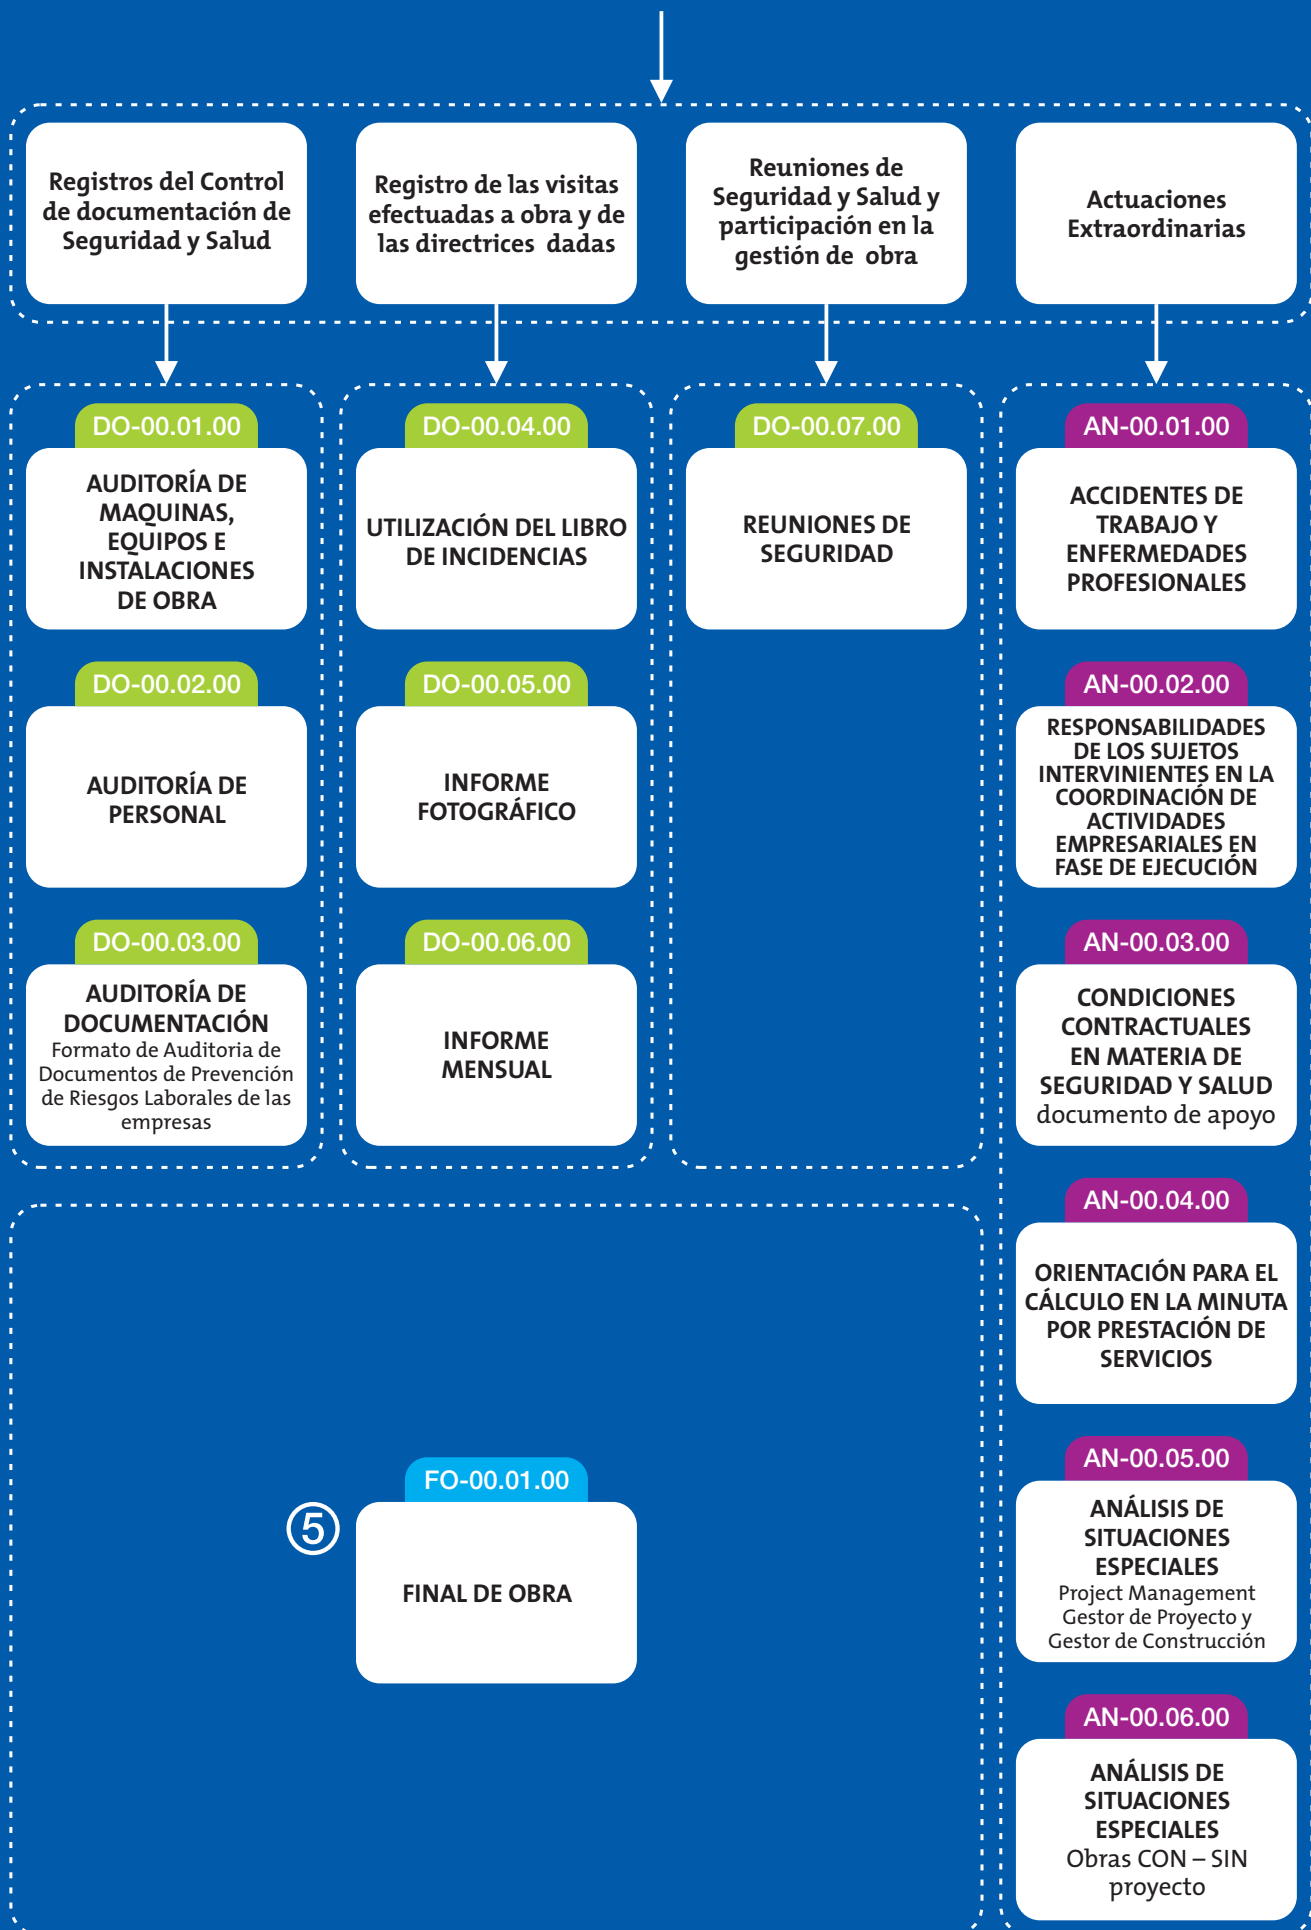 Registros del Control
de documentación de
Seguridad y Salud
Registro de las visitas
efectuadas a obra y de
las directrices dadas
Reuniones de
Seguridad y Salud y
participación en la
gestión de obra
Actuaciones
Extraordinarias
DO-00.01.00
AUDITORÍA DE
MAQUINAS,
EQUIPOS E
INSTALACIONES
DE OBRA
DO-00.02.00
AUDITORÍA DE
PERSONAL
DO-00.03.00
AUDITORÍA DE
DOCUMENTACIÓN
Formato de Auditoria de
Documentos de Prevención
de Riesgos Laborales de las
empresas
DO-00.04.00
UTILIZACIÓN DEL LIBRO
DE INCIDENCIAS
DO-00.05.00
INFORME
FOTOGRÁFICO
DO-00.06.00
INFORME
MENSUAL
DO-00.07.00
REUNIONES DE
SEGURIDAD
AN-00.01.00
ACCIDENTES DE
TRABAJO Y
ENFERMEDADES
PROFESIONALES
AN-00.02.00
RESPONSABILIDADES
DE LOS SUJETOS
INTERVINIENTES EN LA
COORDINACIÓN DE
ACTIVIDADES
EMPRESARIALES EN
FASE DE EJECUCIÓN
AN-00.03.00
CONDICIONES
CONTRACTUALES
EN MATERIA DE
SEGURIDAD Y SALUD
documento de apoyo
AN-00.04.00
ORIENTACIÓN PARA EL
CÁLCULO EN LA MINUTA
POR PRESTACIÓN DE
SERVICIOS
AN-00.05.00
ANÁLISIS DE
SITUACIONES
ESPECIALES
Project Management
Gestor de Proyecto y
Gestor de Construcción
AN-00.06.00
ANÁLISIS DE
SITUACIONES
ESPECIALES
Obras CON – SIN
proyecto
5
FO-00.01.00
FINAL DE OBRA